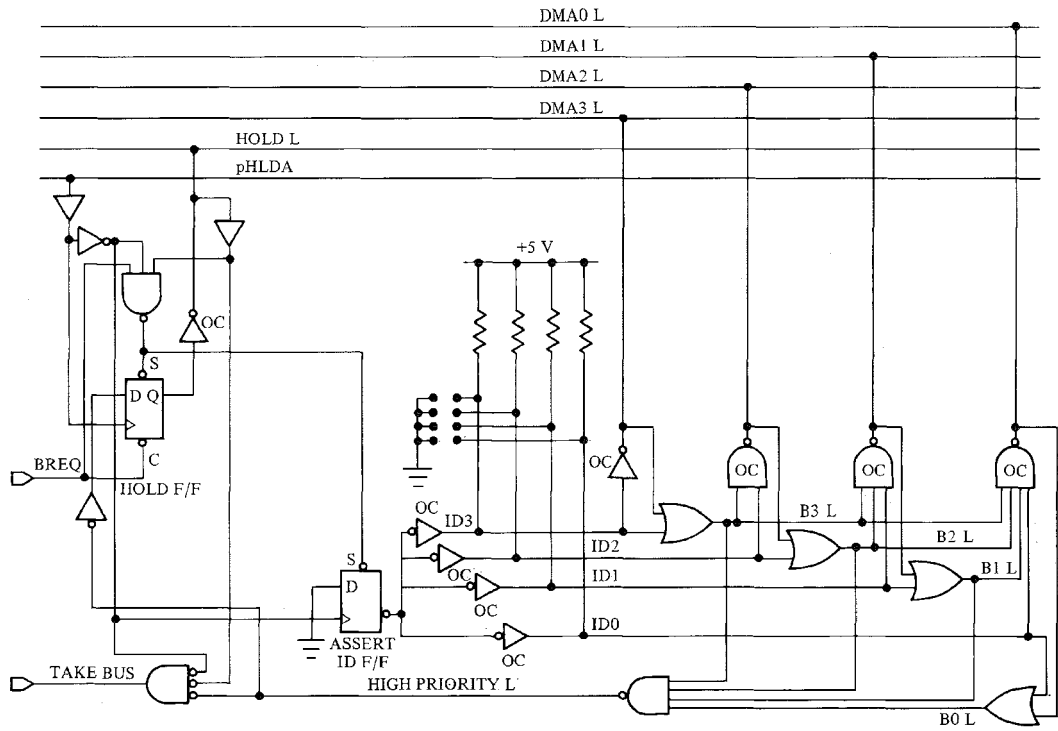 DMA0 L
DMA1 L
DMA2 L
DMA3 L
HOLD L
pHLDA
+5 V
OC
S
D Q
C
BREQ
HOLD F/F
OC
OC
OC
OC
B3 L
OC
ID3
B2 L
ID2
OC
B1 L
S
D
ID1
OC
ID0
ASSERT
ID F/F
OC
TAKE BUS
HIGH PRIORITY L
B0 L